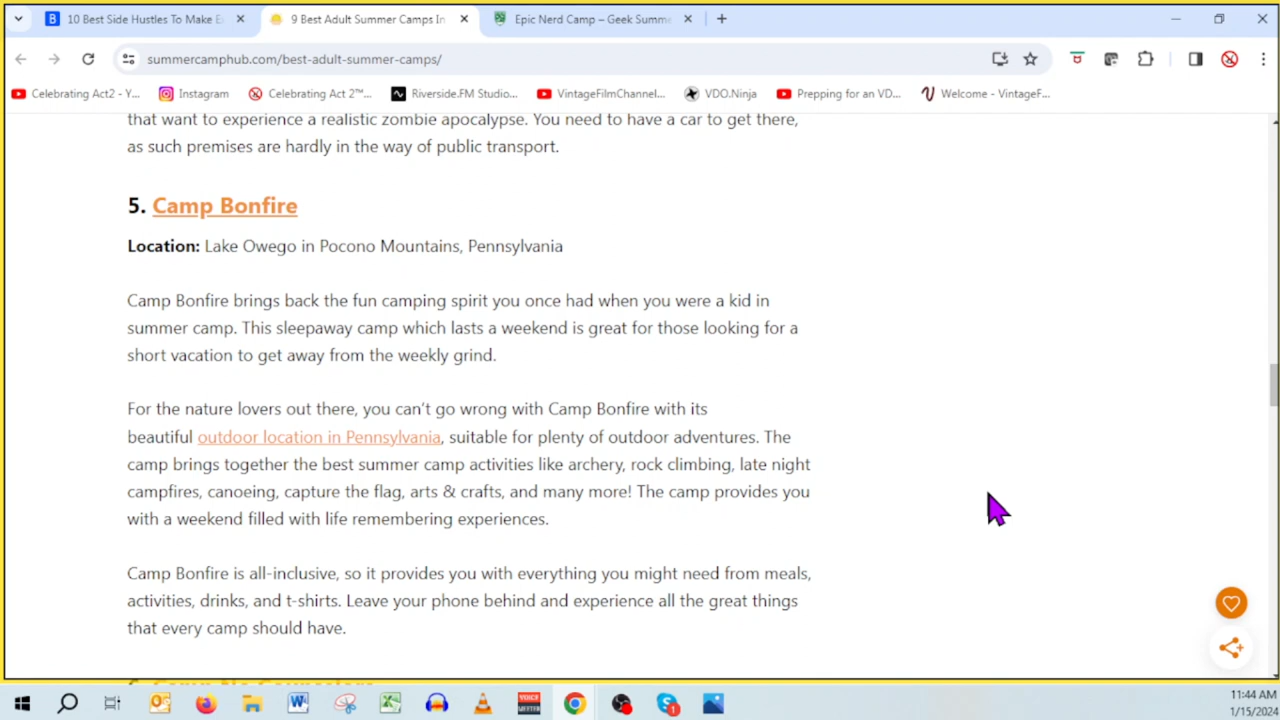 10 Best Side Hustles To Make E
9 Best Adult Summer Camps In
Epic Nerd Camp – Geek Summe
summercamphub.com/best-adult-summer-camps/
Celebrating Act2 - Y...
Instagram
Celebrating Act 2™...
Riverside.FM Studio...
VintageFilmChannel...
VDO.Ninja
Prepping for an VD...
Welcome - VintageF...
that want to experience a realistic zombie apocalypse. You need to have a car to get there,
as such premises are hardly in the way of public transport.
5. Camp Bonfire
Location: Lake Owego in Pocono Mountains, Pennsylvania
Camp Bonfire brings back the fun camping spirit you once had when you were a kid in
summer camp. This sleepaway camp which lasts a weekend is great for those looking for a
short vacation to get away from the weekly grind.
For the nature lovers out there, you can't go wrong with Camp Bonfire with its
beautiful outdoor location in Pennsylvania, suitable for plenty of outdoor adventures. The
camp brings together the best summer camp activities like archery, rock climbing, late night
campfires, canoeing, capture the flag, arts & crafts, and many more! The camp provides you
with a weekend filled with life remembering experiences.
Camp Bonfire is all-inclusive, so it provides you with everything you might need from meals,
activities, drinks, and t-shirts. Leave your phone behind and experience all the great things
that every camp should have.
11:44 AM
1/15/2024